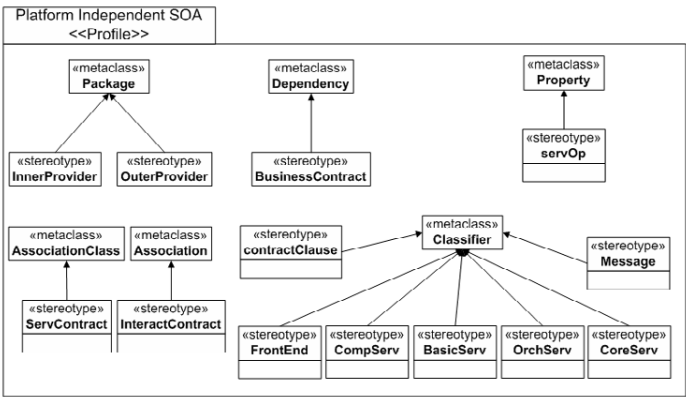 Platform Independent SOA
<<Profile>>
«metaclass»
Package
«metaclass»
Dependency
«metaclass»
Property
«stereotype»
InnerProvider
«stereotype»
OuterProvider
«stereotype»
BusinessContract
«stereotype»
servOp
«metaclass»
AssociationClass
«metaclass»
Association
«stereotype»
contractClause
«metaclass»
Classifier
«stereotype»
Message
«stereotype»
ServContract
«stereotype»
InteractContract
«stereotype»
FrontEnd
«stereotype»
CompServ
«stereotype»
BasicServ
«stereotype»
OrchServ
«stereotype»
CoreServ